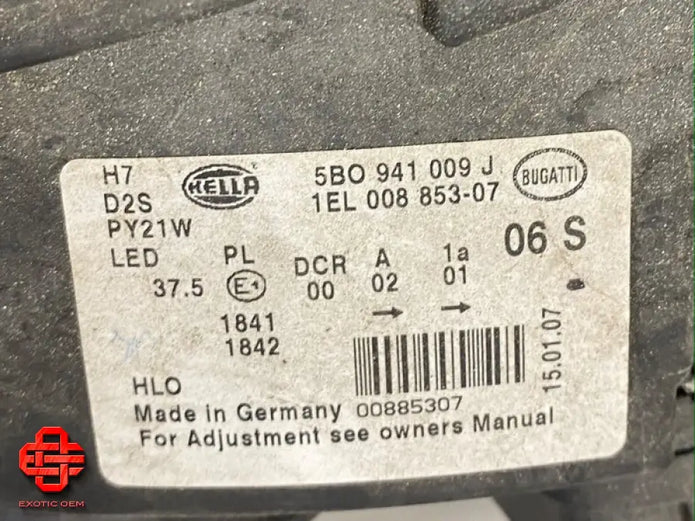 H7
HELLA
5B0 941 009 J
BUGATTI
D2S
1EL 008 853-07
PY21W
06 S
LED
PL
DCR
A
1a
37.5
E1
00
02
01
1841
1842
15.01.07
HLO
Made in Germany 00885307
For Adjustment see owners Manual
EXOTIC OEM